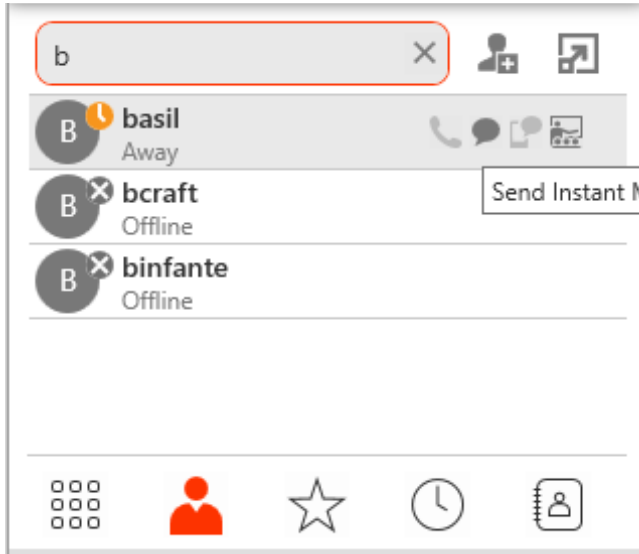 b
B
basil
Away
Send Instant
B
bcraft
Offline
B
binfante
Offline